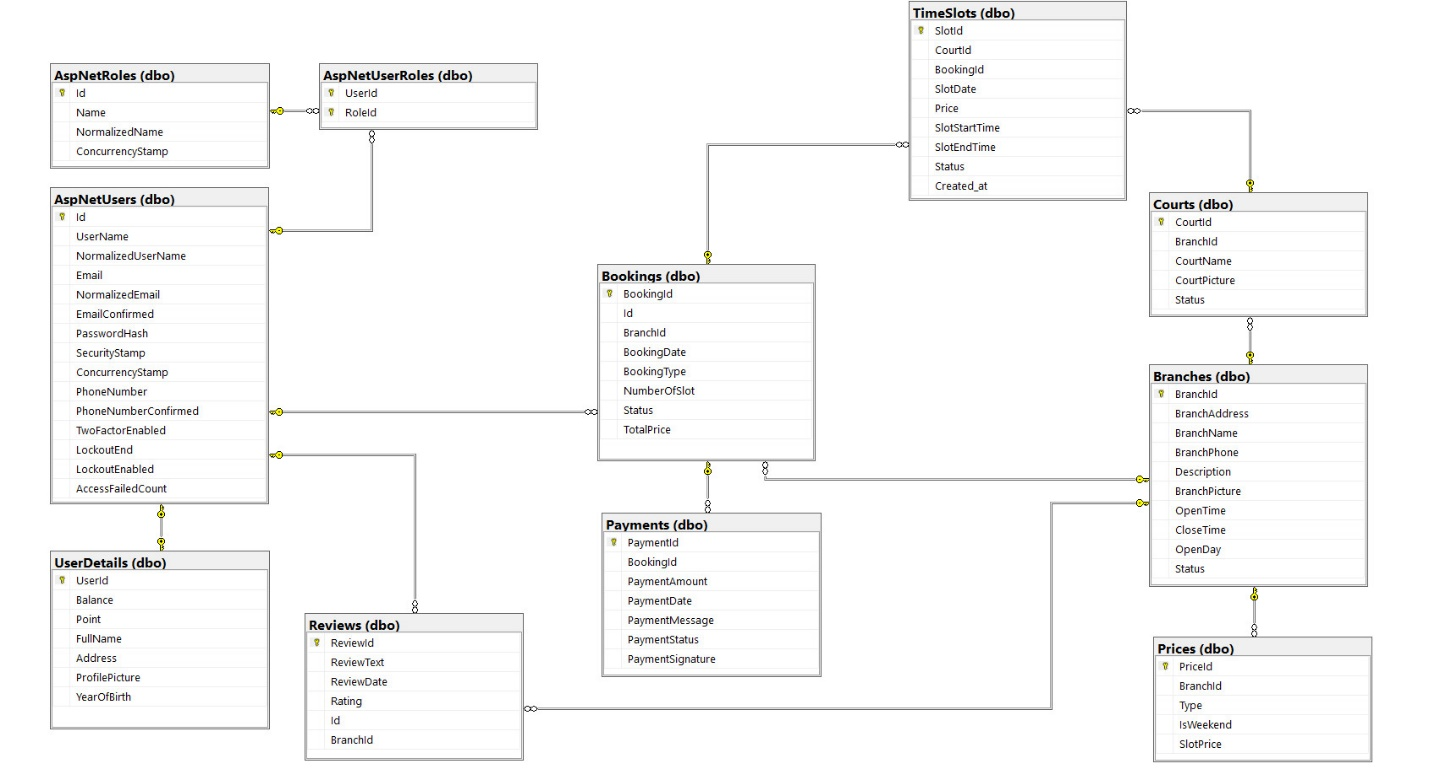 TimeSlots (dbo)
SlotId
CourtId
BookingId
SlotDate
Price
SlotStartTime
SlotEndTime
Status
Created_at
AspNetRoles (dbo)
Id
Name
NormalizedName
ConcurrencyStamp
AspNetUserRoles (dbo)
UserId
RoleId
AspNetUsers (dbo)
Id
UserName
NormalizedUserName
Email
NormalizedEmail
EmailConfirmed
PasswordHash
SecurityStamp
ConcurrencyStamp
PhoneNumber
PhoneNumberConfirmed
TwoFactorEnabled
LockoutEnd
LockoutEnabled
AccessFailedCount
Courts (dbo)
CourtId
BranchId
CourtName
CourtPicture
Status
Bookings (dbo)
BookingId
Id
BranchId
BookingDate
BookingType
NumberOfSlot
Status
TotalPrice
Branches (dbo)
BranchId
BranchAddress
BranchName
BranchPhone
Description
BranchPicture
OpenTime
CloseTime
OpenDay
Status
Payments (dbo)
PaymentId
BookingId
PaymentAmount
PaymentDate
PaymentMessage
PaymentStatus
PaymentSignature
UserDetails (dbo)
UserId
Balance
Point
FullName
Address
ProfilePicture
YearOfBirth
Reviews (dbo)
ReviewId
ReviewText
ReviewDate
Rating
Id
BranchId
Prices (dbo)
PriceId
BranchId
Type
IsWeekend
SlotPrice